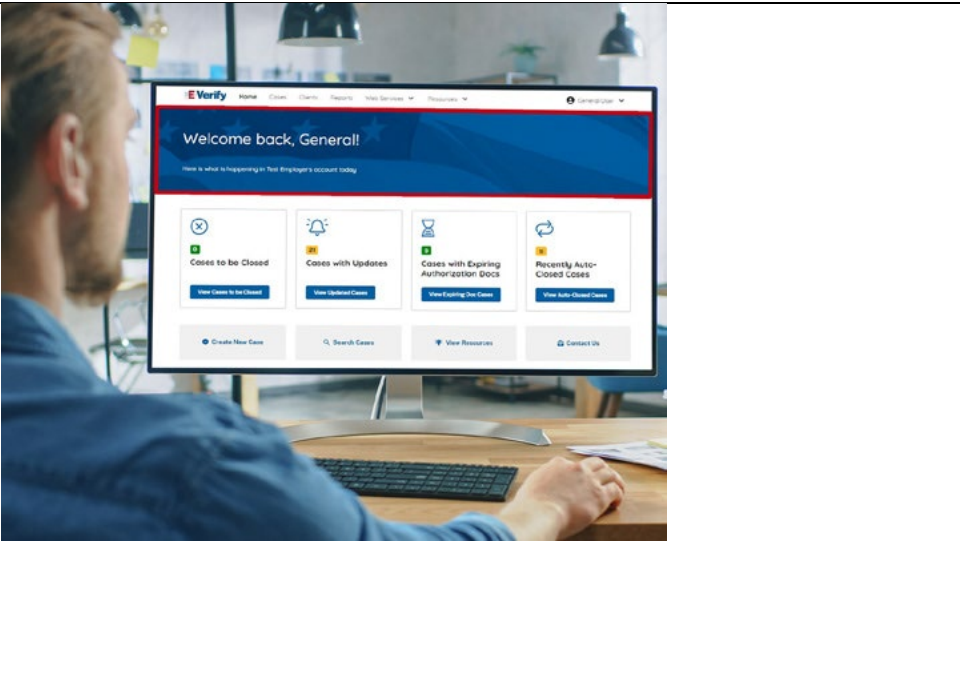 E Verify Home Cases Clients Reports Web Services Resources General User
Welcome back, General!
Here is what is happening in Test Employer's account today
0
Cases to be Closed
View Cases to be Closed
21
Cases with Updates
View Updated Cases
Cases with Expiring
Authorization Docs
View Expiring Doc Cases
Recently Auto-
Closed Cases
View Auto-Closed Cases
Create New Case
Search Cases
View Resources
Contact Us